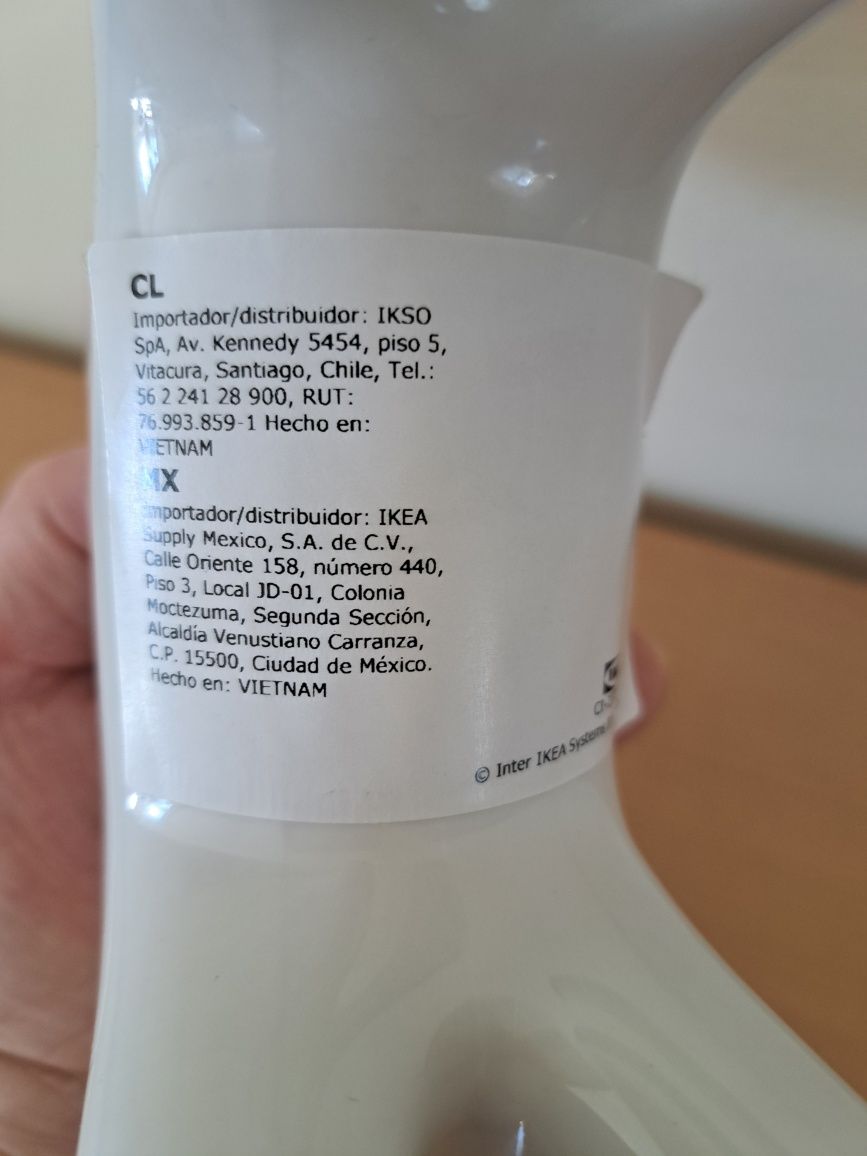 CL
Importador/distribuidor: IKSO
SpA, Av. Kennedy 5454, piso 5,
Vitacura, Santiago, Chile, Tel.:
56 2 241 28 900, RUT:
76.993.859-1 Hecho en:
VIETNAM
MX
Importador/distribuidor: IKEA
Supply Mexico, S.A. de C.V.,
Calle Oriente 158, número 440,
Piso 3, Local JD-01, Colonia
Moctezuma, Segunda Sección,
Alcaldía Venustiano Carranza,
C.P. 15500, Ciudad de México.
Hecho en: VIETNAM
© Inter IKEA Systems